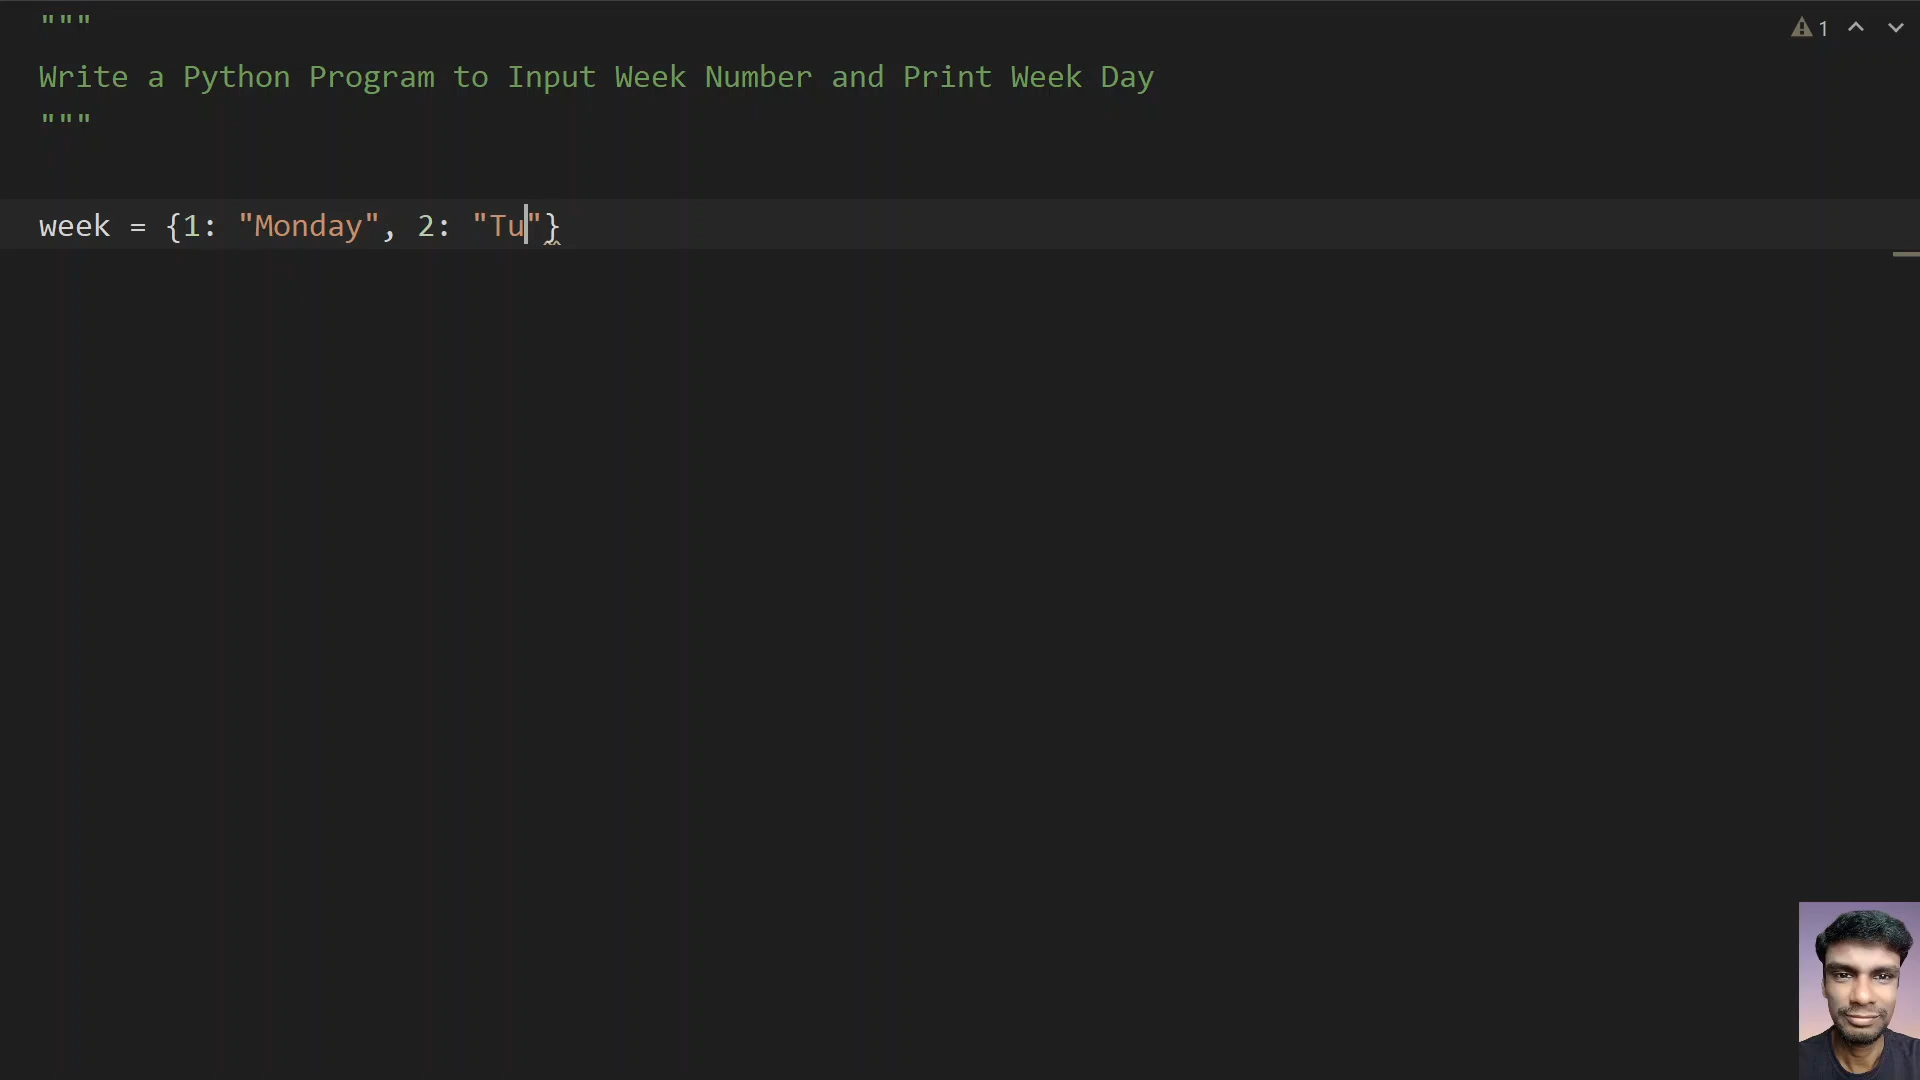 """
Write a Python Program to Input Week Number and Print Week Day
"""
week = {1: "Monday", 2: "Tu"}
1